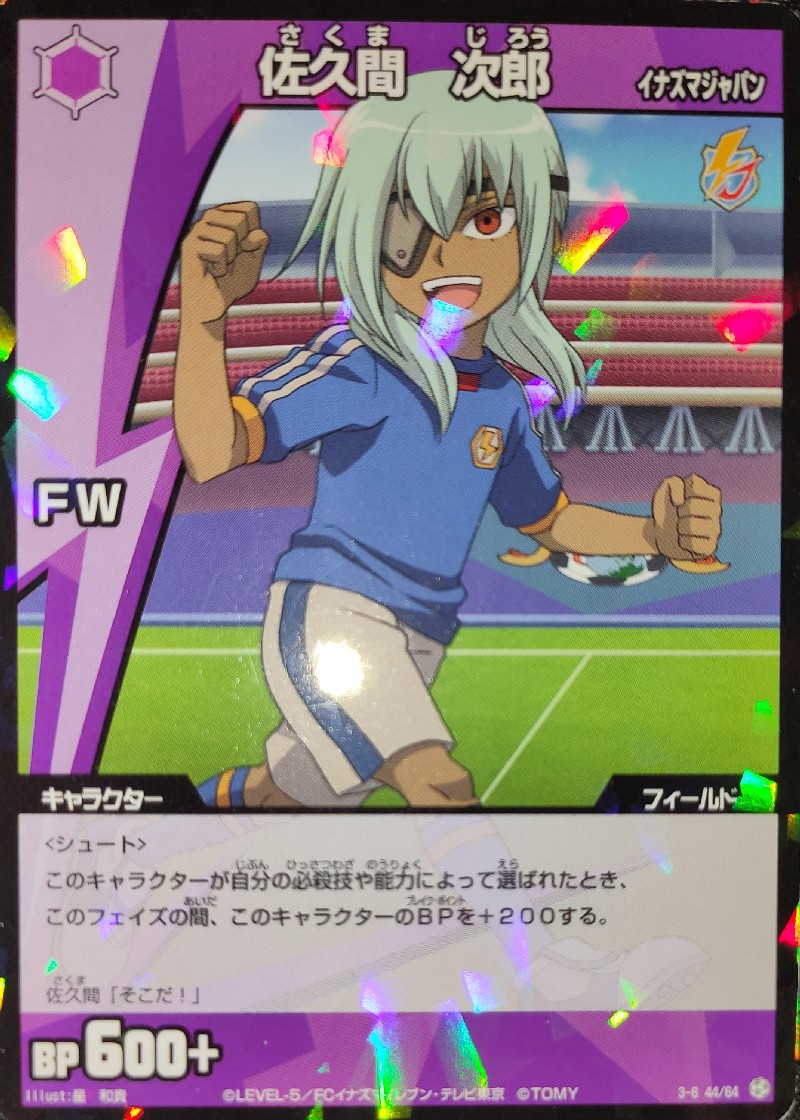 佐久間 次郎
さくま じろう
イナズマジャパン
FW
キャラクター
フィールド
<シュート>
このキャラクターが自分の必殺技や能力によって選ばれたとき、
じぶん ひっさつわざ のうりょく えら
このフェイズの間、このキャラクターのBPを+200する。
あいだ ブレイク・ポイント
佐久間「そこだ!」
さくま
BP600+
Illust:星 和貴
©LEVEL-5/FCイナズマイレブン・テレビ東京 ©TOMY
3-6 44/64